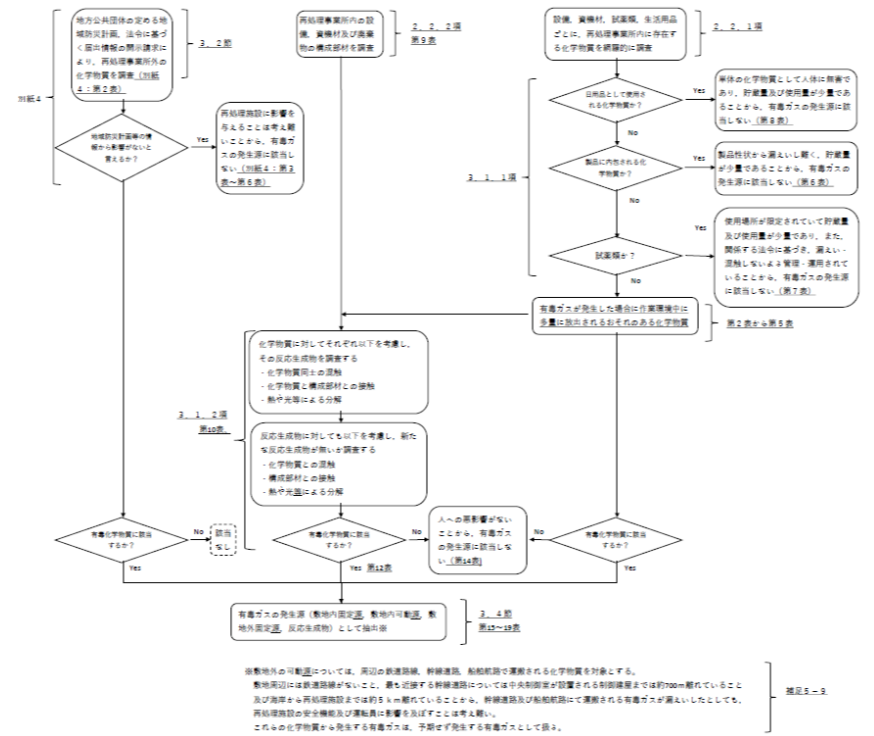 地方公共団体の定める地
域防災計画，法令に基づ
く届出情報の開示請求に
より，再処理事業所外の
化学物質を調査（別紙
４：第２表）
３．２節
別紙４
地域防災計画等の情
報から影響がないと
言えるか？
Yes
再処理施設に影響を
与えることは考え難
いことから，有毒ガ
スの発生源に該当し
ない（別紙４：第３
表～第６表）
再処理事業所内の設
備，資機材及び廃棄
物の構成部材を調査
２．２．２項
第９表
設備，資機材，試薬類，生活用品
ごとに，再処理事業所内に存在す
る化学物質を網羅的に調査
２．２．１項
３．１．１項
日用品として使用さ
れる化学物質か？
Yes
単体の化学物質として人体に無害で
あり，貯蔵量及び使用量が少量であ
ることから，有毒ガスの発生源に該
当しない（第８表）
No
製品に内包される化
学物質か？
Yes
製品性状から漏えいし難く，貯蔵量
が少量であることから，有毒ガスの
発生源に該当しない（第６表）
No
試薬類か？
Yes
使用場所が限定されていて貯蔵量
及び使用量が少量であり，また，
関係する法令に基づき，漏えい・
混触しないよう管理・運用されて
いることから，有毒ガスの発生源
に該当しない（第７表）
No
有毒ガスが発生した場合に作業環境中に
多量に放出されるおそれのある化学物質
第２表から第５表
化学物質に対してそれぞれ以下を考慮し，
その反応生成物を調査する
・化学物質同士の混触
・化学物質と構成部材との接触
・熱や光等による分解
３．１．２項
第10表，
反応生成物に対しても以下を考慮し，新た
な反応生成物が無いか調査する
・化学物質との混触
・構成部材との接触
・熱や光等による分解
有毒化学物質に該当
するか？
No
該当
なし
Yes
有毒化学物質に該当
するか？
No
Yes
第12表
人への悪影響がない
ことから，有毒ガス
の発生源に該当しな
い（第14表）
有毒化学物質に該当
するか？
No
Yes
有毒ガスの発生源（敷地内固定源，敷地内可動源，敷
地外固定源，反応生成物）として抽出※
３．４節
第15～19表
※敷地外の可動源については，周辺の鉄道路線，幹線道路，船舶航路で運搬される化学物質を対象とする。
敷地周辺には鉄道路線がないこと，最も近接する幹線道路については中央制御室が設置される制御建屋までは約700ｍ離れていること
及び海岸から再処理施設までは約５ｋｍ離れていることから，幹線道路及び船舶航路にて運搬される有毒ガスが漏えいしたとしても，
再処理施設の安全機能及び運転員に影響を及ぼすことは考え難い。
これらの化学物質から発生する有毒ガスは，予期せず発生する有毒ガスとして扱う。
補足５－９